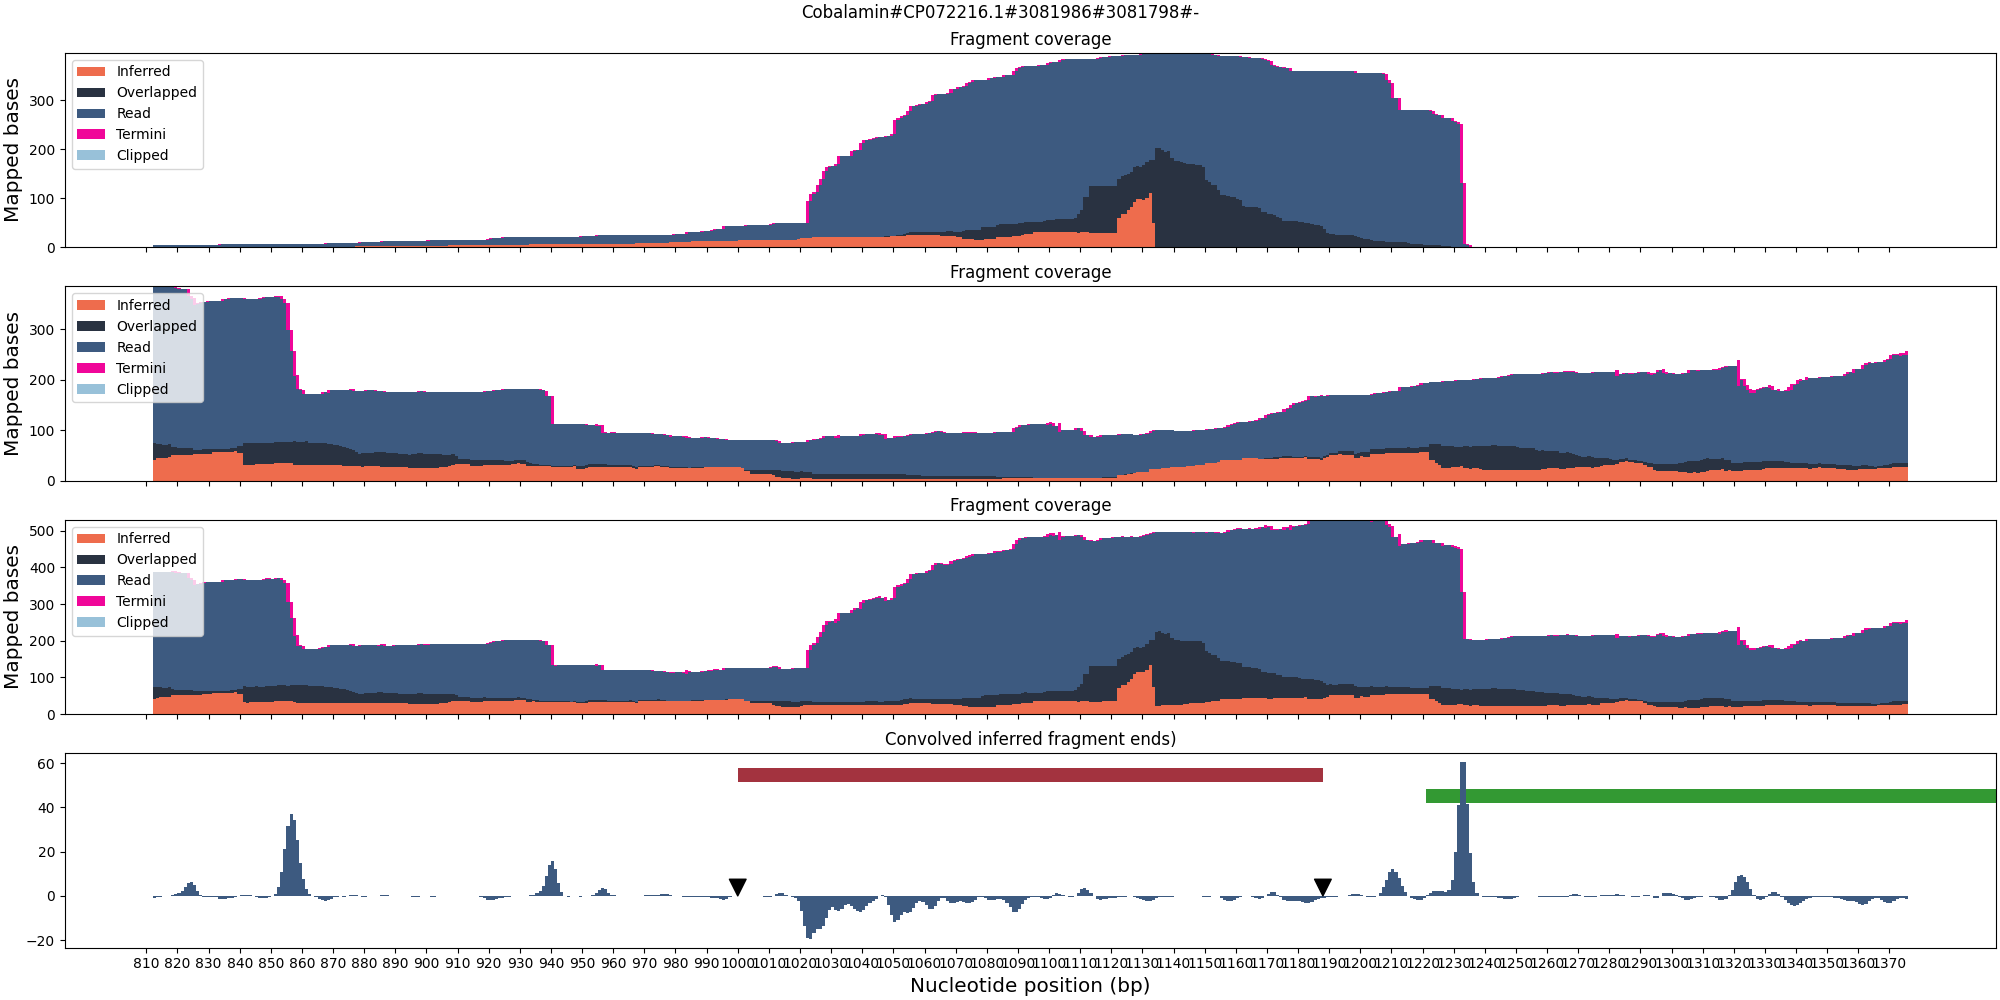 Cobalamin#CP072216.1#3081986#3081798#-
Fragment coverage
Mapped bases
300
200
100
0
Inferred
Overlapped
Read
Termini
Clipped
Fragment coverage
Mapped bases
300
200
100
0
Inferred
Overlapped
Read
Termini
Clipped
Fragment coverage
Mapped bases
500
400
300
200
100
0
Inferred
Overlapped
Read
Termini
Clipped
Convolved inferred fragment ends)
60
40
20
0
−20
810 820 830 840 850 860 870 880 890 900 910 920 930 940 950 960 970 980 990 1000 1010 1020 1030 1040 1050 1060 1070 1080 1090 1100 1110 1120 1130 1140 1150 1160 1170 1180 1190 1200 1210 1220 1230 1240 1250 1260 1270 1280 1290 1300 1310 1320 1330 1340 1350 1360 1370
Nucleotide position (bp)